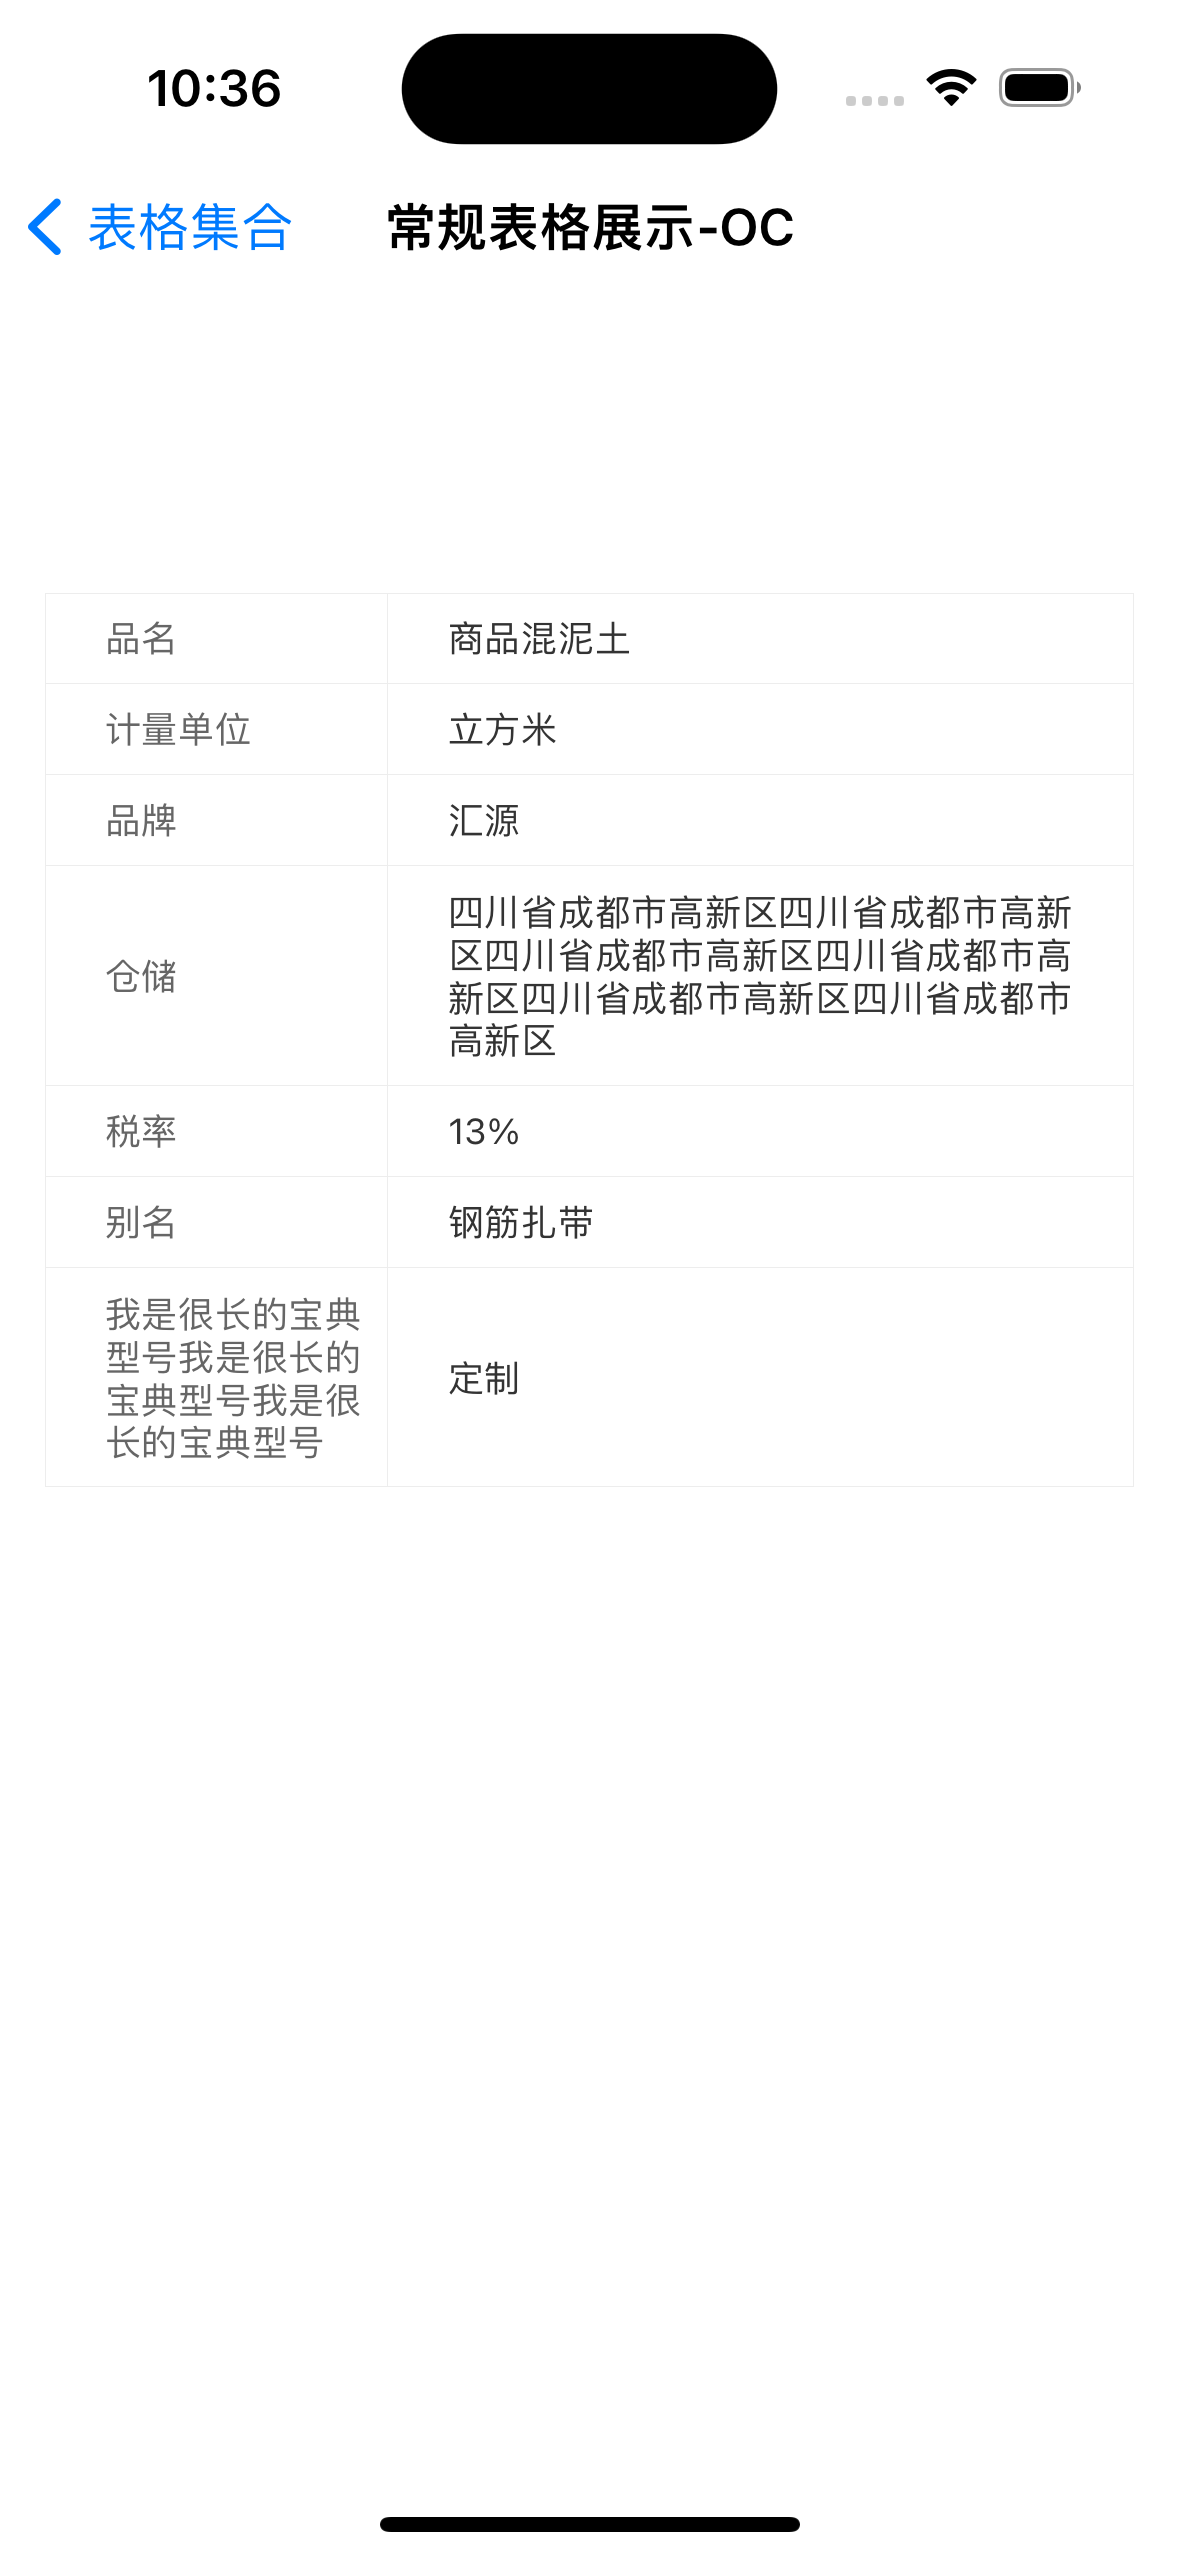 10:36
表格集合
常规表格展示-OC
品名
商品混泥土
计量单位
立方米
品牌
汇源
仓储
四川省成都市高新区四川省成都市高新
区四川省成都市高新区四川省成都市高
新区四川省成都市高新区四川省成都市
高新区
税率
13%
别名
钢筋扎带
我是很长的宝典
型号我是很长的
宝典型号我是很
长的宝典型号
定制